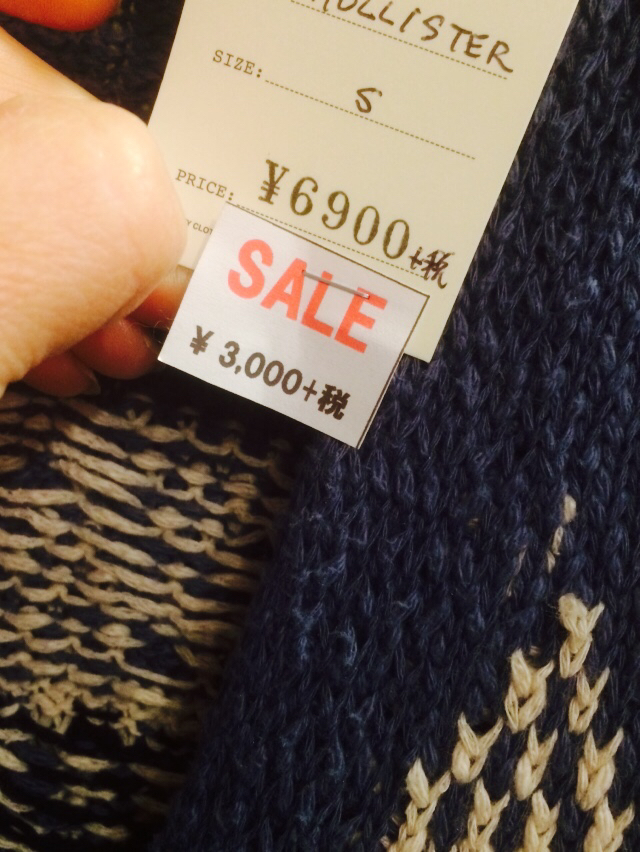 HOLLISTER
SIZE: S
PRICE: ¥6900+税
SALE
¥ 3,000+税